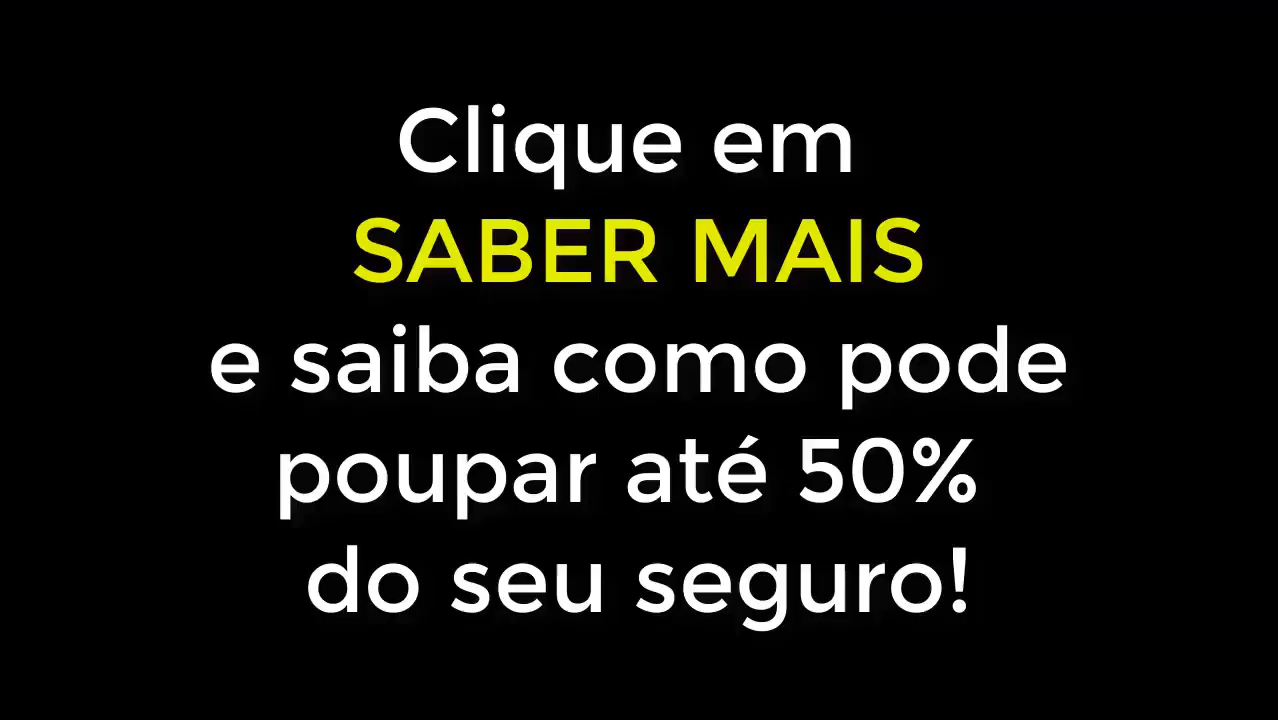 Clique em
SABER MAIS
e saiba como pode
poupar até 50%
do seu seguro!